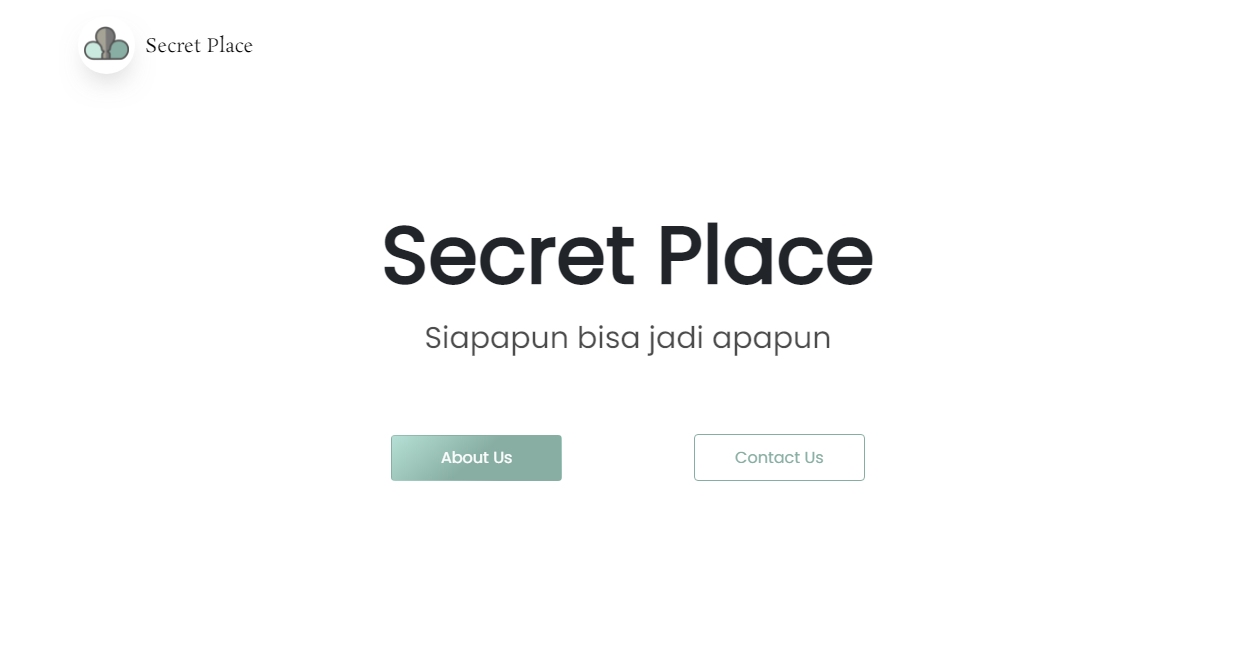 Secret Place
Secret Place
Siapapun bisa jadi apapun
About Us
Contact Us